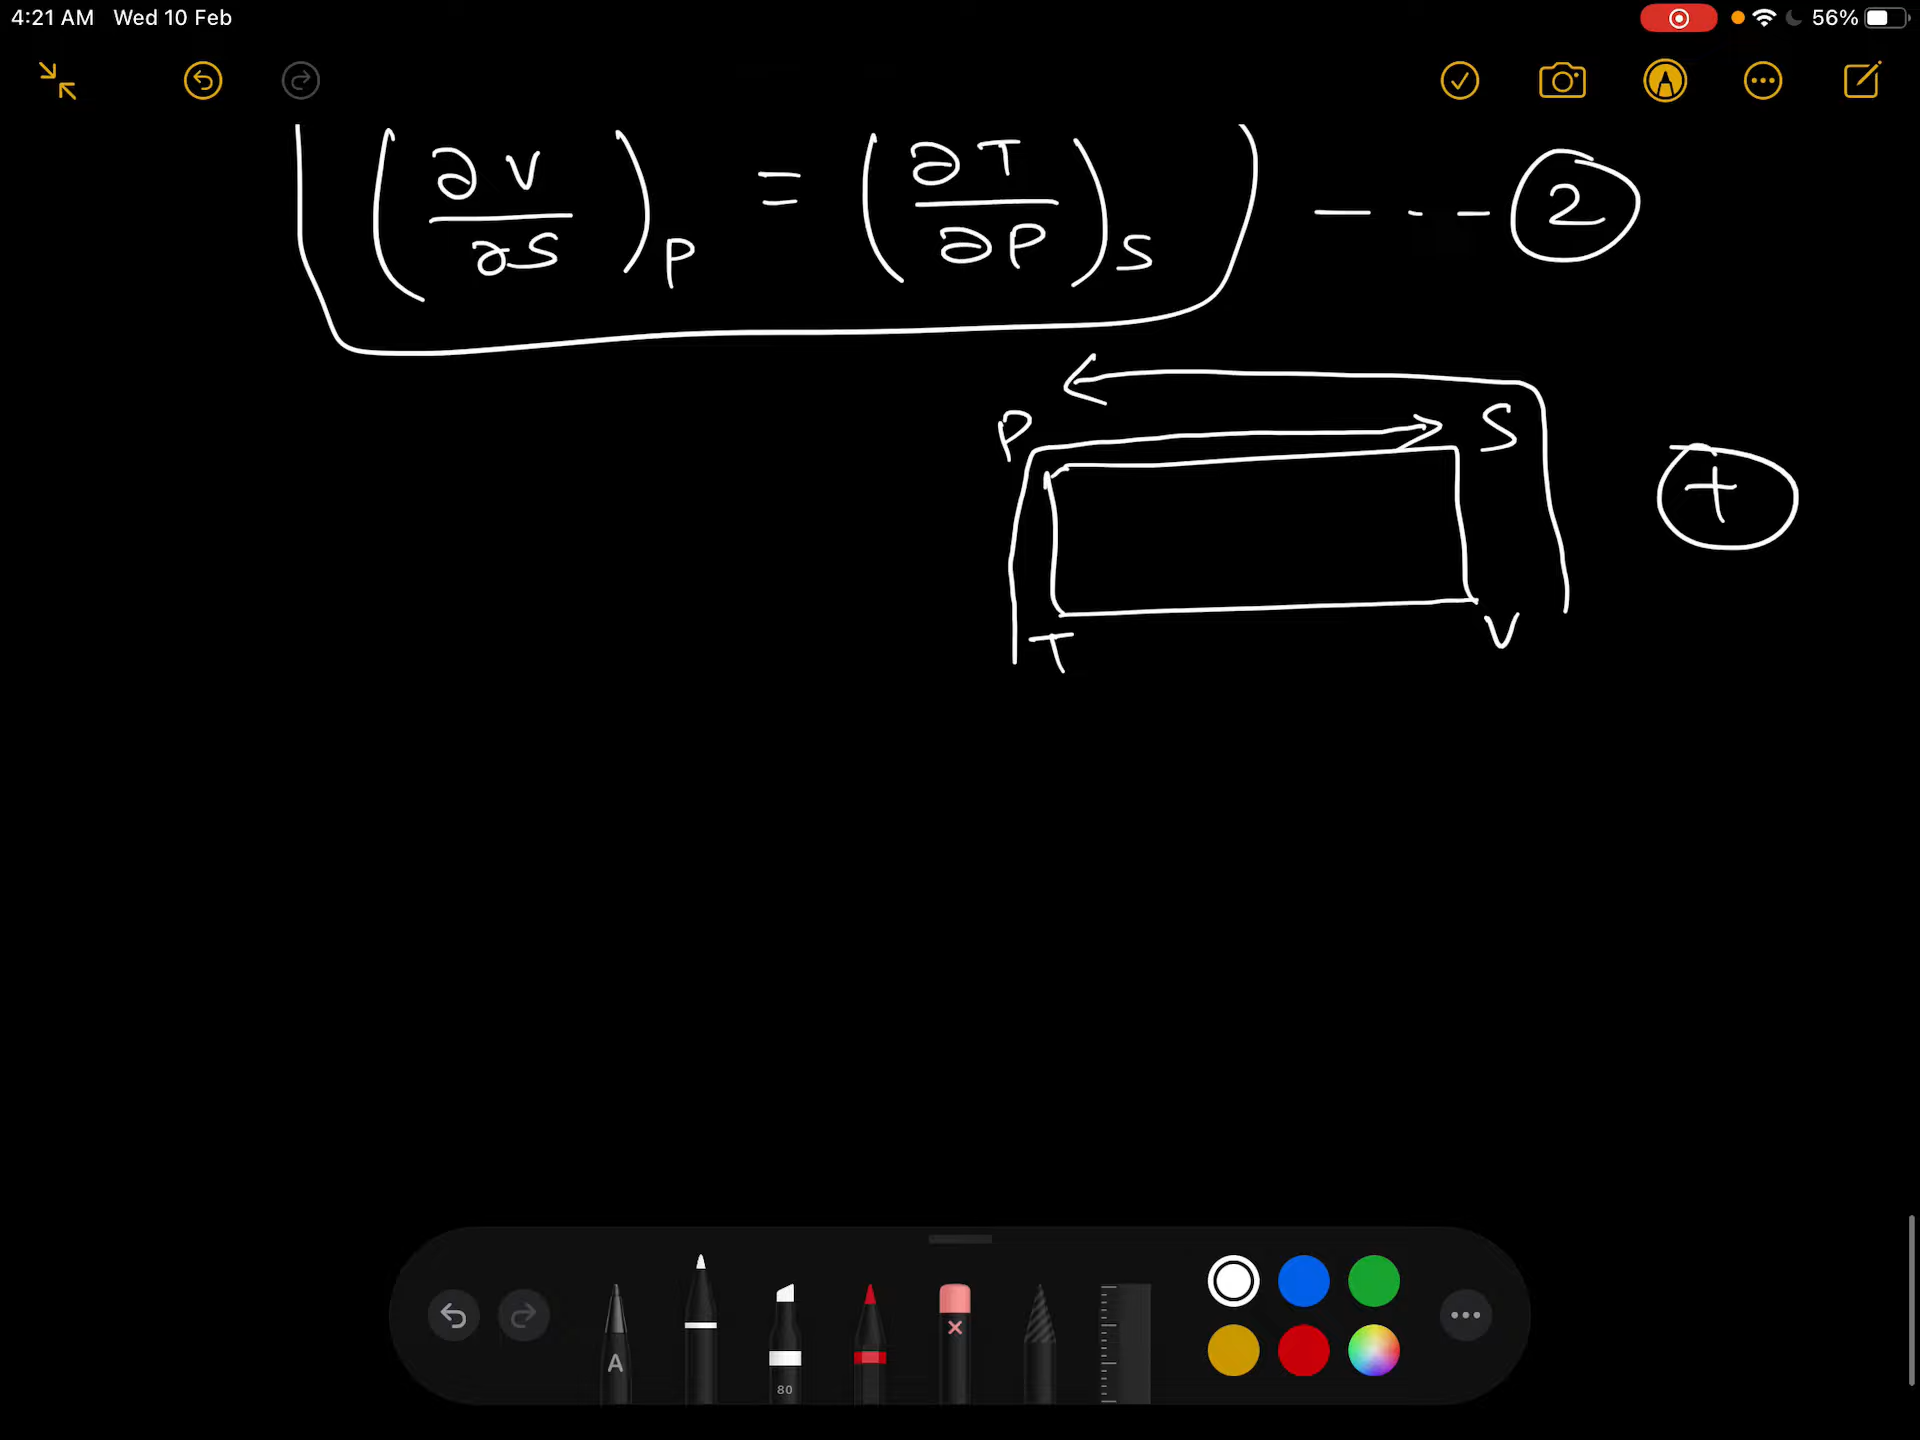 4:21 AM Wed 10 Feb 56%
(∂V/∂S)P = (∂T/∂P)S --- 2
P S +
T V
A 80